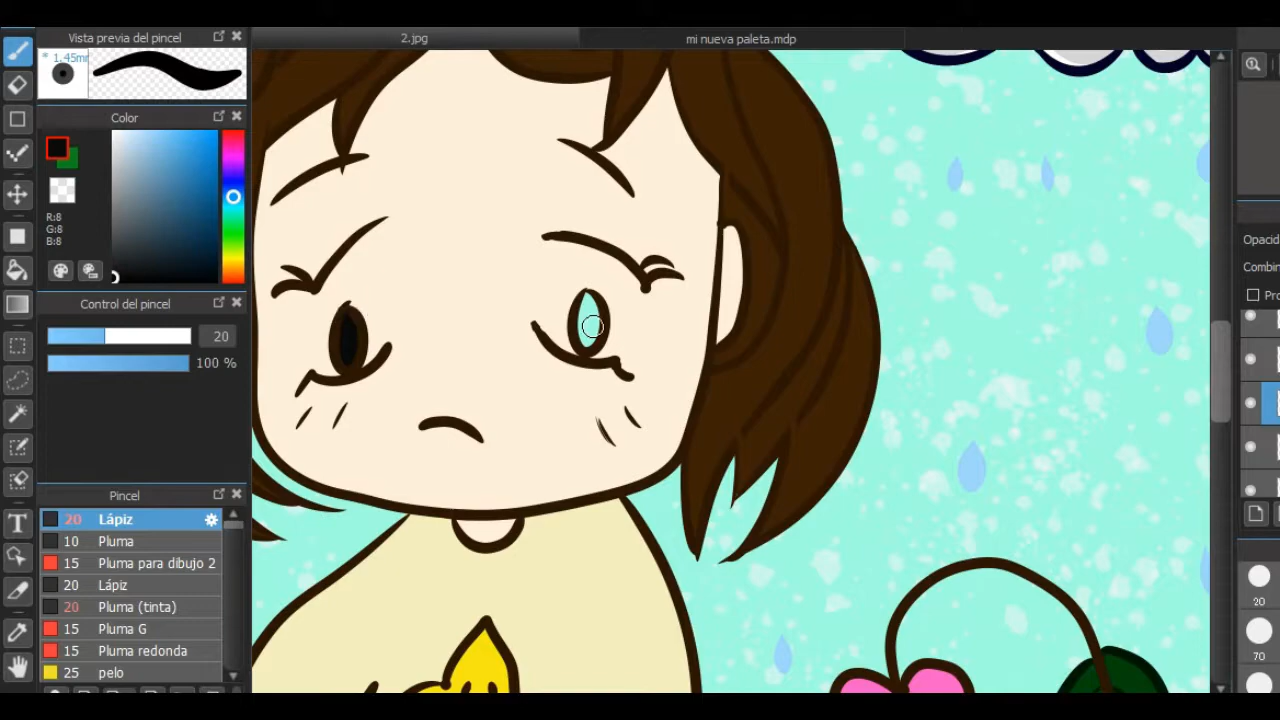 Vista previa del pincel
2.jpg
mi nueva paleta.mdp
* 1.45mm
Color
R:8
G:8
B:8
Opacid
Combin
Pro
Control del pincel
20
100 %
Pincel
20 Lápiz
10 Pluma
15 Pluma para dibujo 2
20 Lápiz
20 Pluma (tinta)
15 Pluma G
15 Pluma redonda
25 pelo
T
20
70